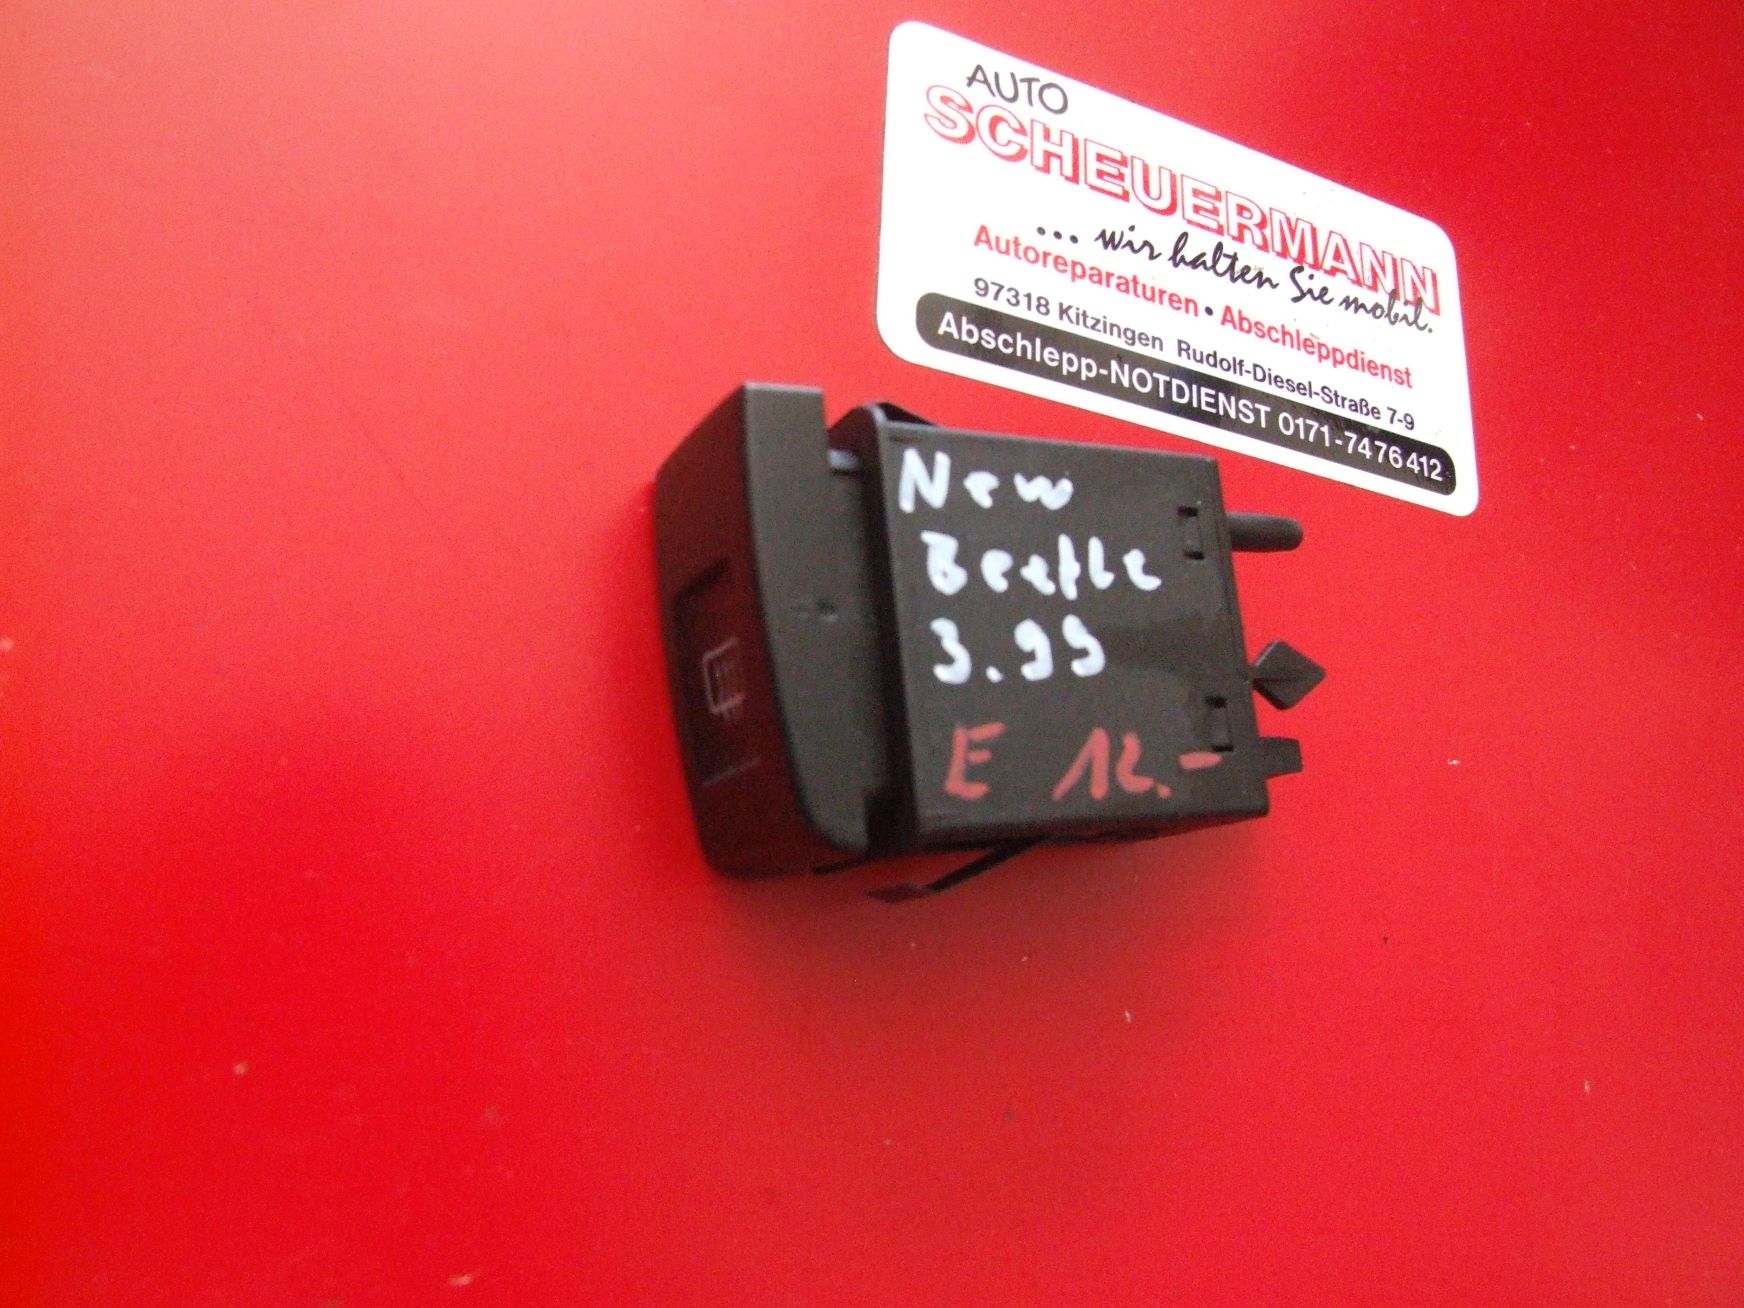 AUTO
SCHEUERMANN
... wir halten Sie mobil.
Autoreparaturen • Abschleppdienst
97318 Kitzingen Rudolf-Diesel-Straße 7-9
Abschlepp-NOTDIENST 0171-7476412
New
Beetle
3.99
E 12.-